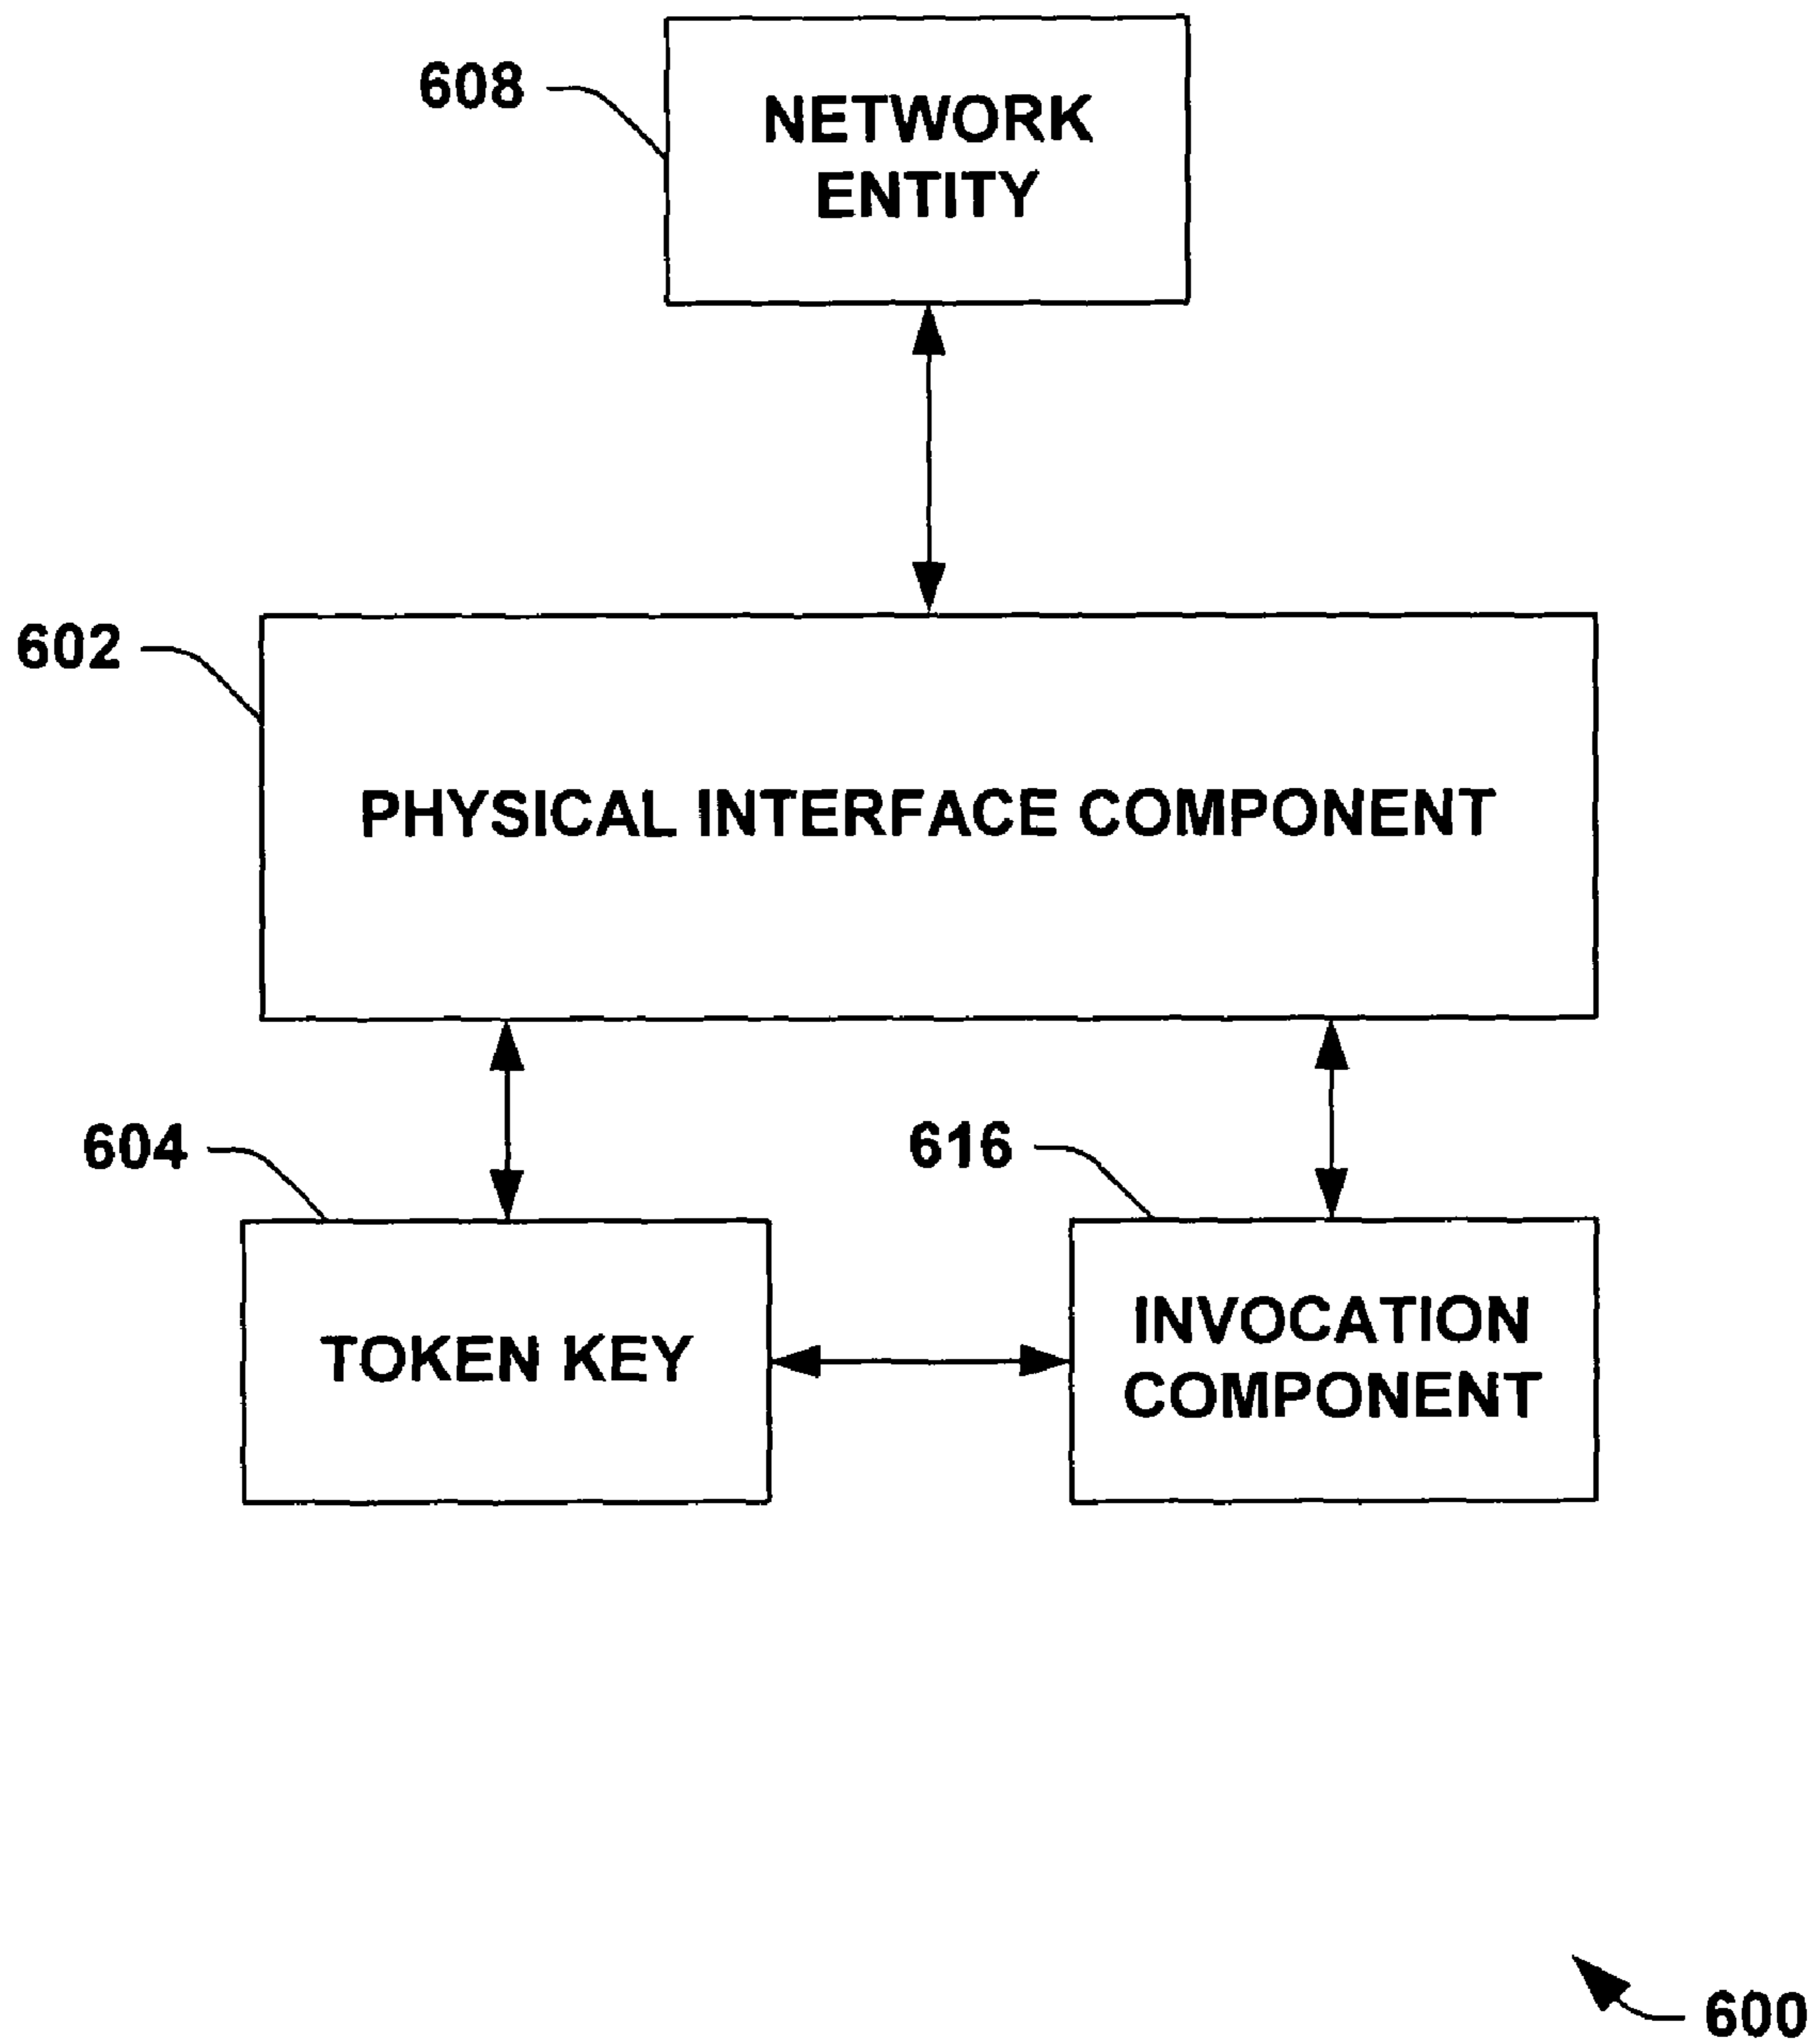 608
NETWORK
ENTITY
602
PHYSICAL INTERFACE COMPONENT
604
616
TOKEN KEY
INVOCATION
COMPONENT
600